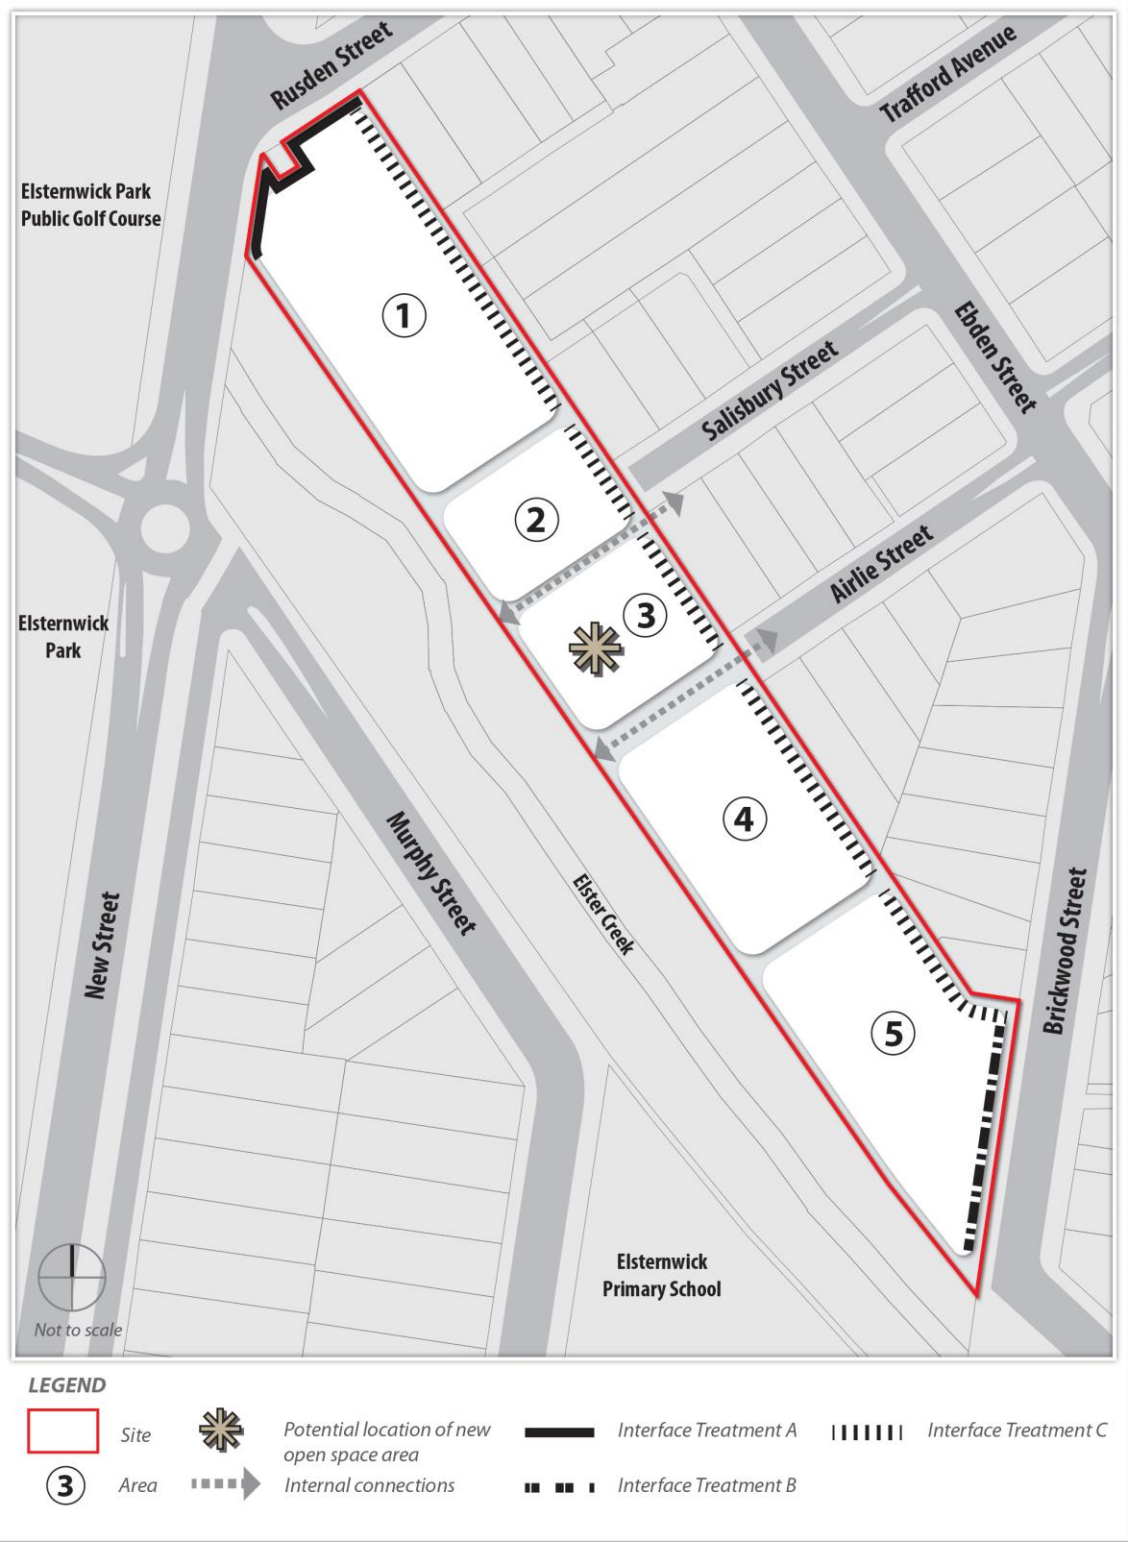 Rusden Street
Trafford Avenue
Elsternwick Park
Public Golf Course
1
Ebden Street
Salisbury Street
2
Airlie Street
3
Elsternwick
Park
4
Murphy Street
Elster Creek
New Street
Brickwood Street
5
Elsternwick
Primary School
Not to scale
LEGEND
Site
Potential location of new
open space area
Interface Treatment A
Interface Treatment C
3
Area
Internal connections
Interface Treatment B